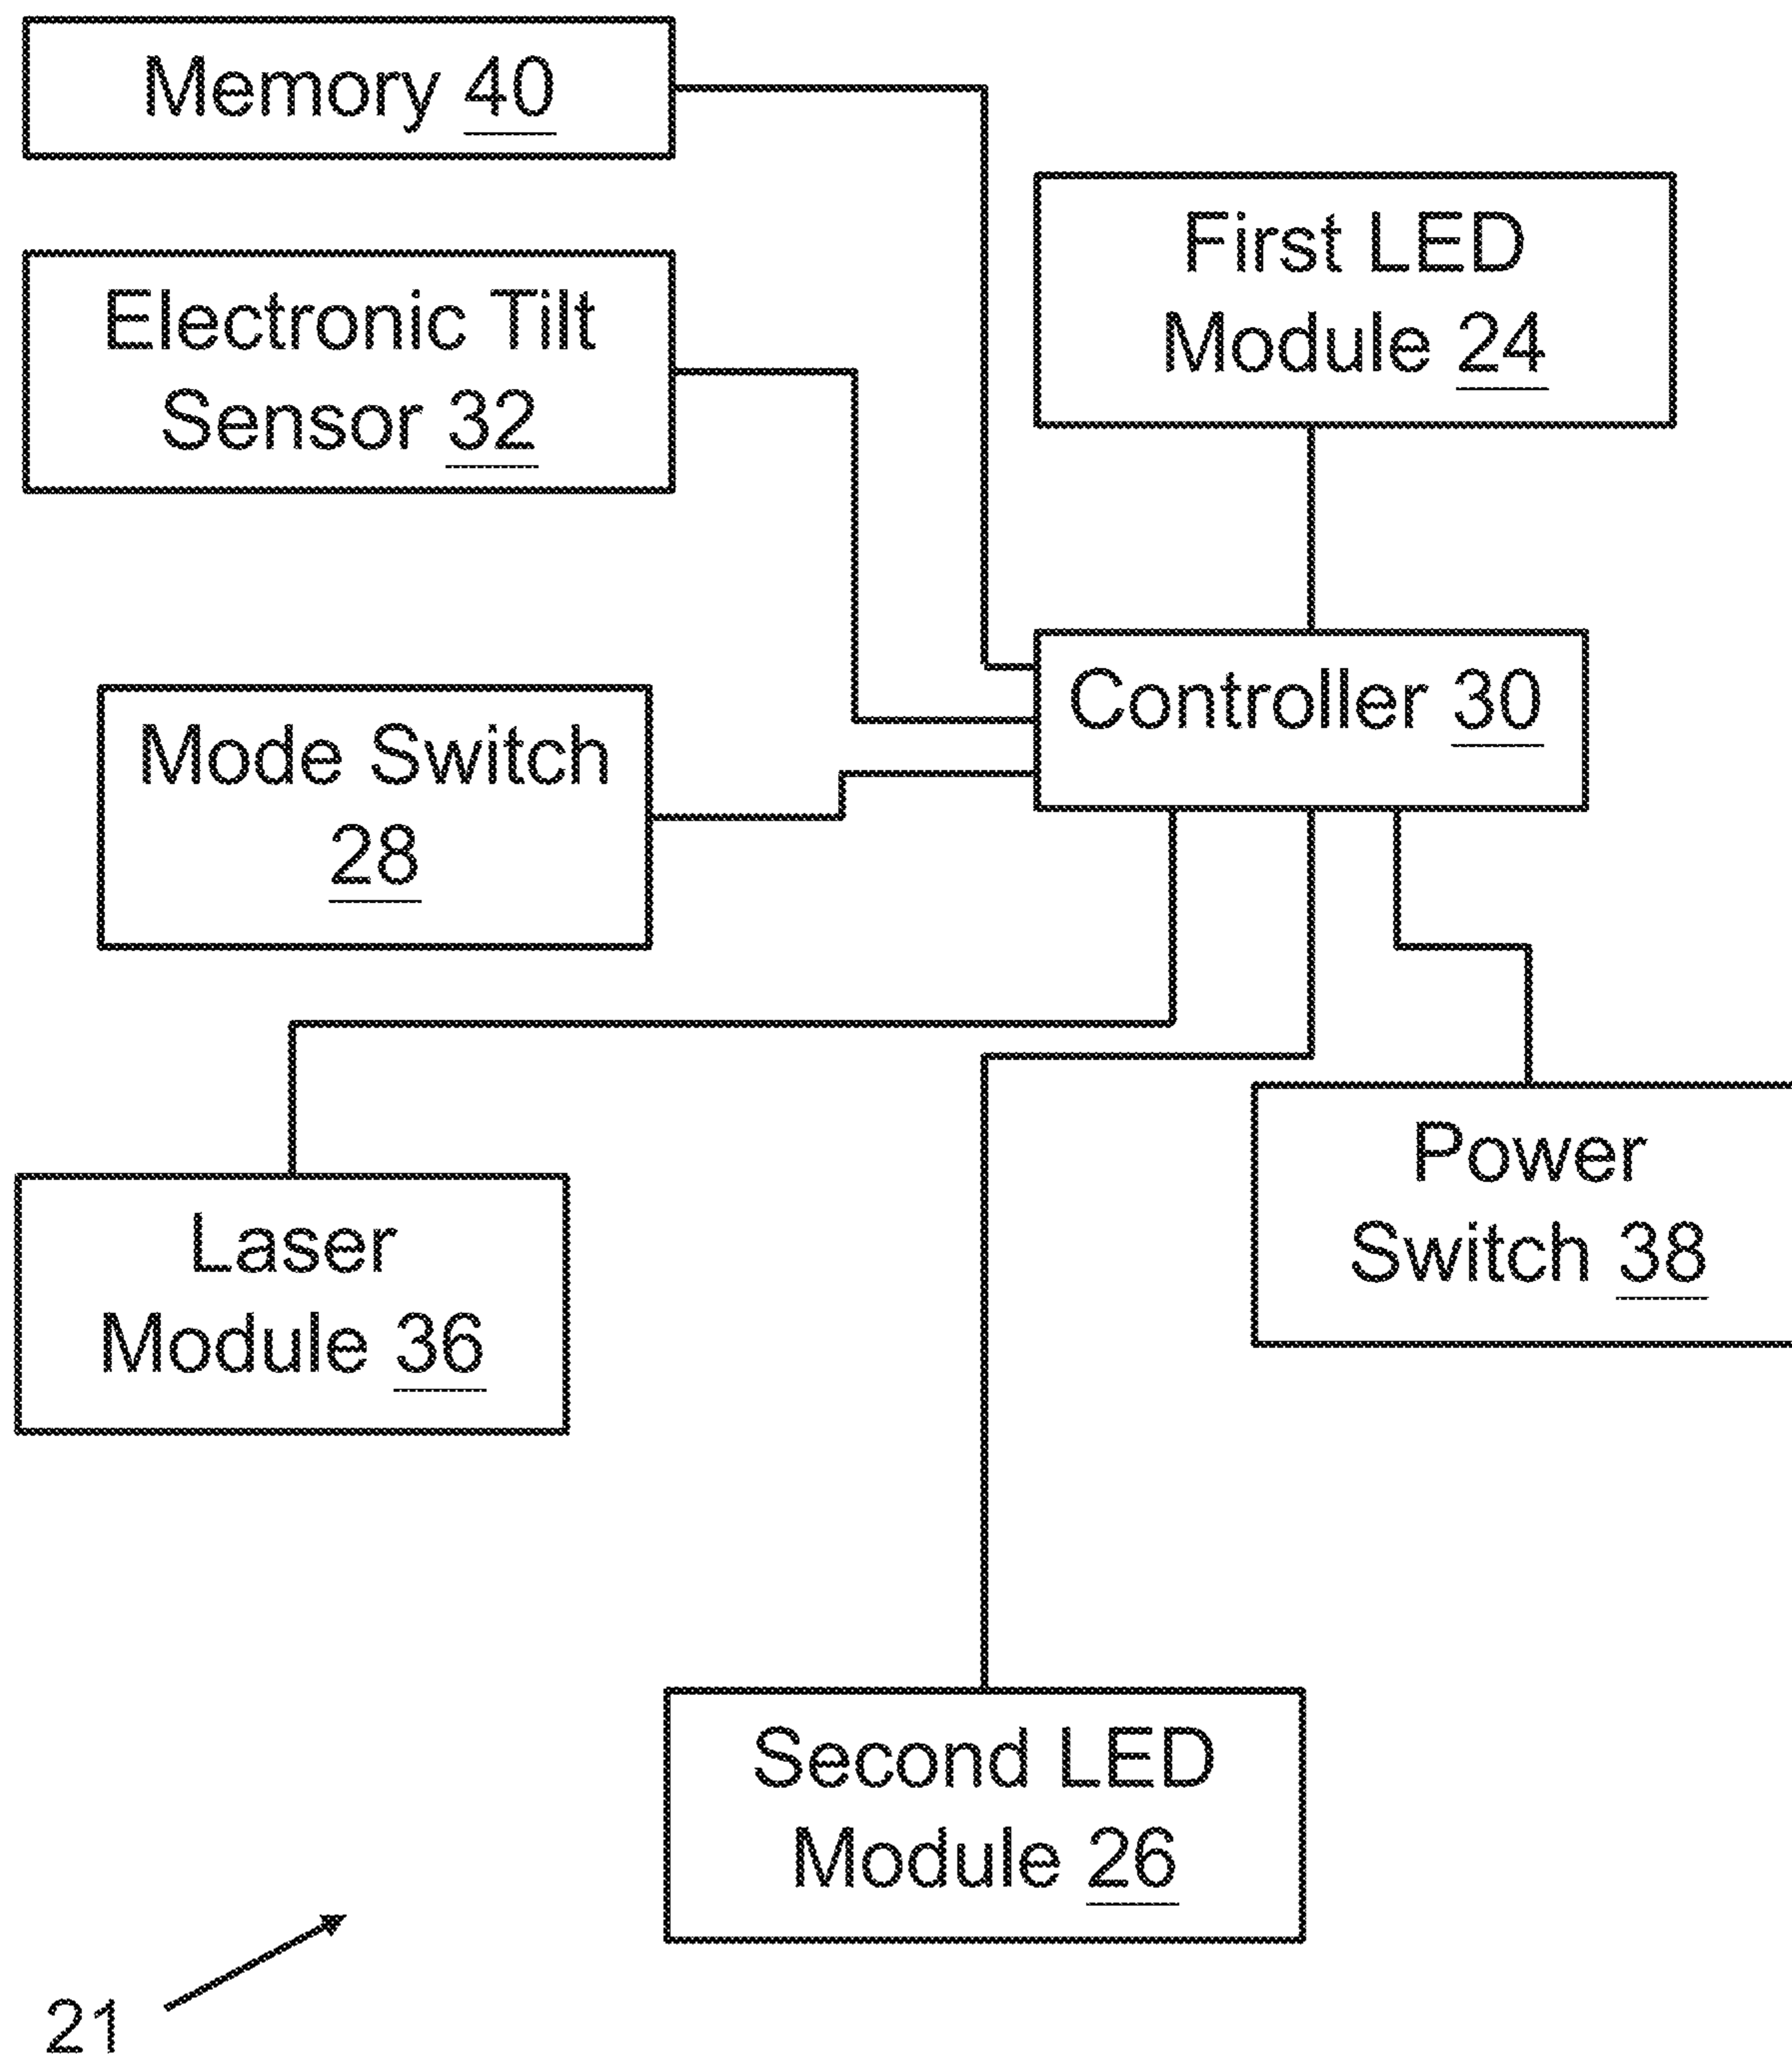 Memory 40
First LED
Module 24
Electronic Tilt
Sensor 32
Controller 30
Mode Switch
28
Power
Switch 38
Laser
Module 36
Second LED
Module 26
21